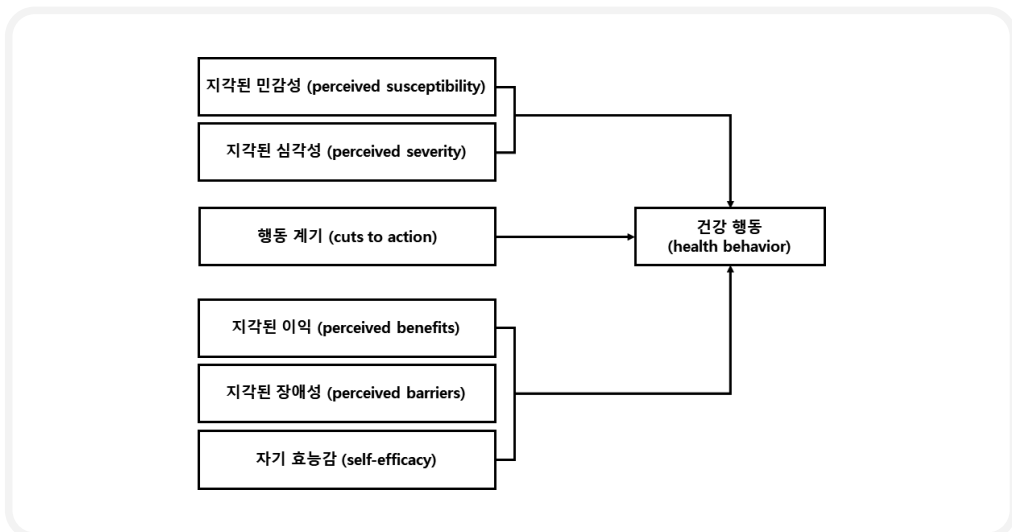 지각된 민감성 (perceived susceptibility)
지각된 심각성 (perceived severity)
행동 계기 (cuts to action)
건강 행동
(health behavior)
지각된 이익 (perceived benefits)
지각된 장애성 (perceived barriers)
자기 효능감 (self-efficacy)